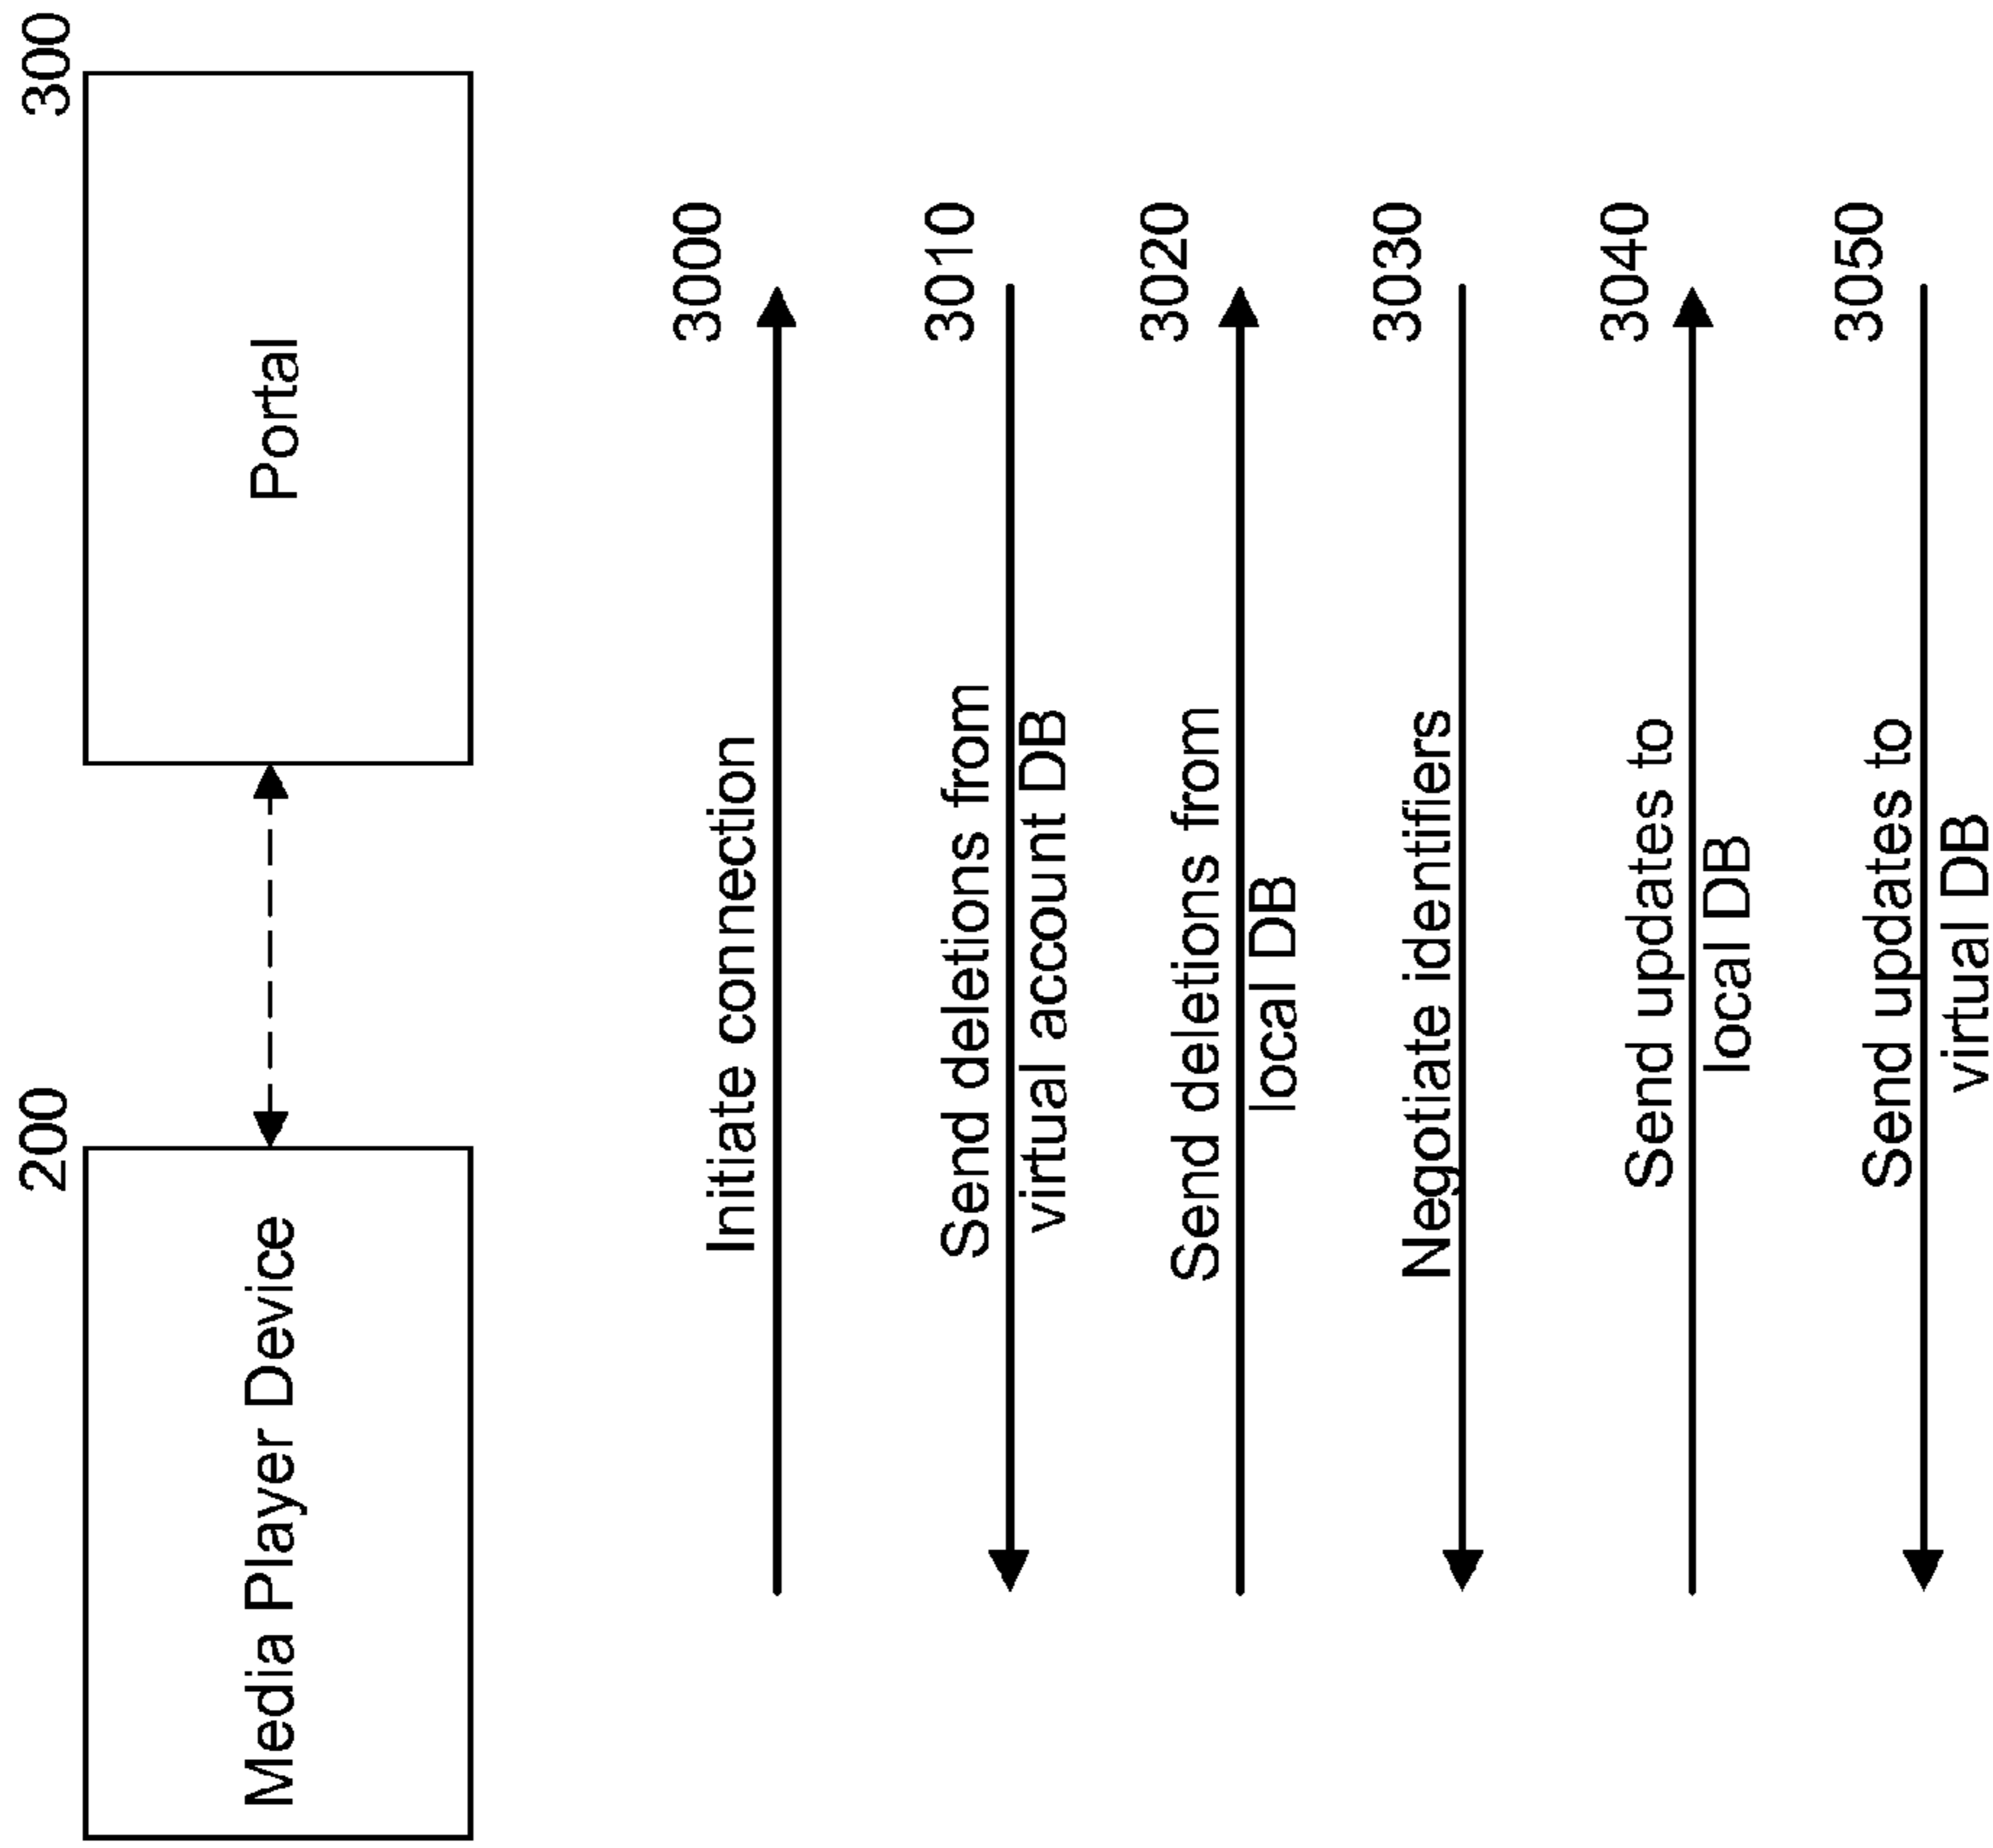 200
300
Media Player Device
Portal
3000
Initiate connection
3010
Send deletions from
virtual account DB
3020
Send deletions from
local DB
3030
Negotiate identifiers
3040
Send updates to
local DB
3050
Send updates to
virtual DB